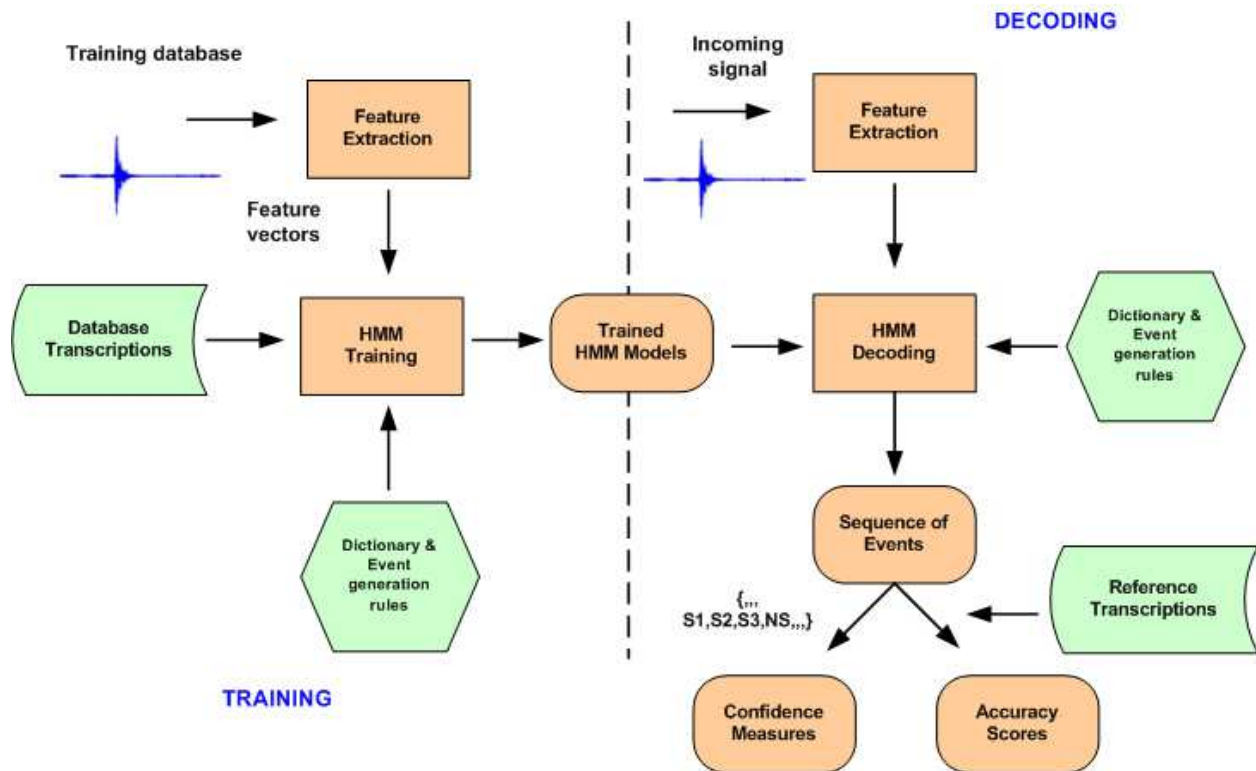 DECODING
Training database
Feature
Extraction
Incoming
signal
Feature
Extraction
Feature
vectors
Database
Transcriptions
HMM
Training
Trained
HMM Models
HMM
Decoding
Dictionary &
Event
generation
rules
Dictionary &
Event
generation
rules
Sequence of
Events
{,,,
S1,S2,S3,NS,,,}
Reference
Transcriptions
TRAINING
Confidence
Measures
Accuracy
Scores